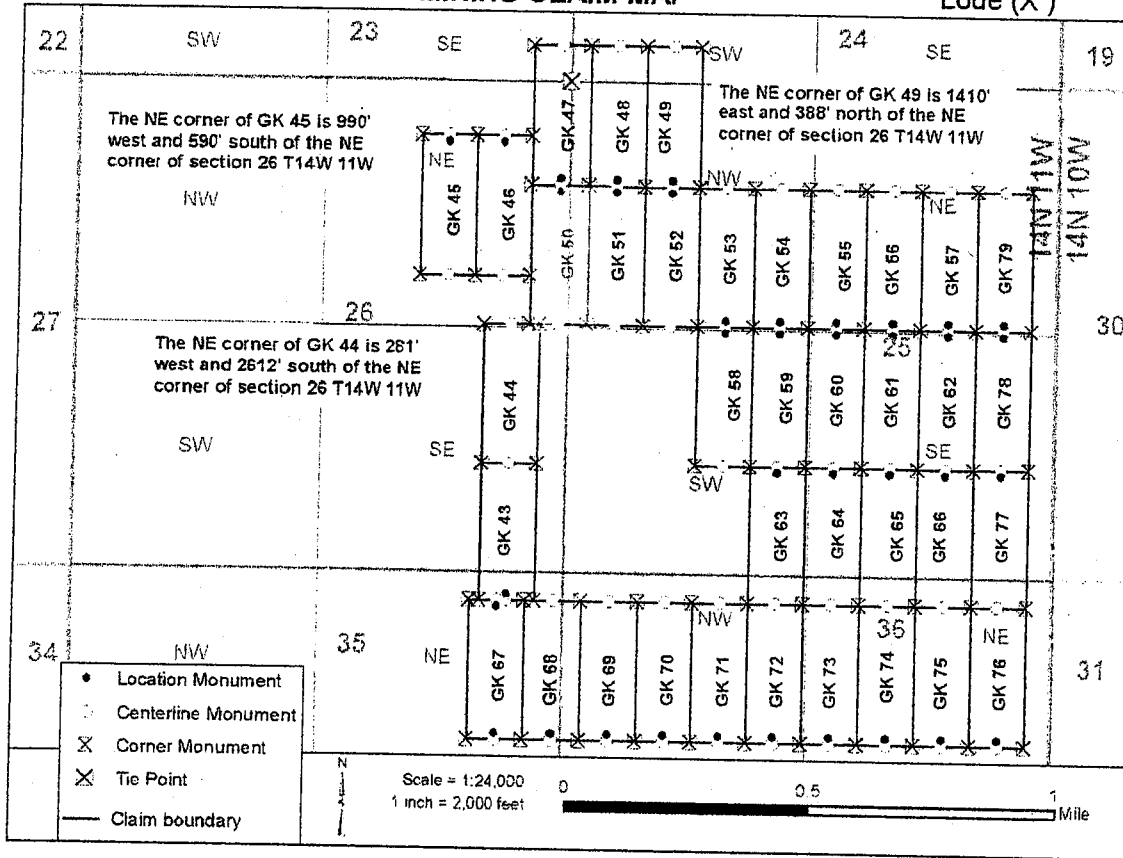 Lode (X )
22
SW
23
SE
SW
24
SE
19
The NE corner of GK 45 is 990'
west and 590' south of the NE
corner of section 26 T14W 11W
The NE corner of GK 49 is 1410'
east and 388' north of the NE
corner of section 26 T14W 11W
GK 47
GK 48
GK 49
NW
NE
GK 45
GK 46
NW
NE
14N 11W
14N 10W
GK 50
GK 51
GK 52
GK 53
GK 54
GK 55
GK 56
GK 57
GK 79
27
26
25
30
The NE corner of GK 44 is 261'
west and 2612' south of the NE
corner of section 26 T14W 11W
GK 44
GK 58
GK 59
GK 60
GK 61
GK 62
GK 78
SW
SE
SW
SE
GK 43
GK 63
GK 64
GK 65
GK 66
GK 77
34
NW
35
NE
NW
36
NE
31
GK 67
GK 68
GK 69
GK 70
GK 71
GK 72
GK 73
GK 74
GK 75
GK 76
Location Monument
Centerline Monument
Corner Monument
Tie Point
Claim boundary
N
Scale = 1:24,000
1 inch = 2,000 feet
0
0.5
1
Mile